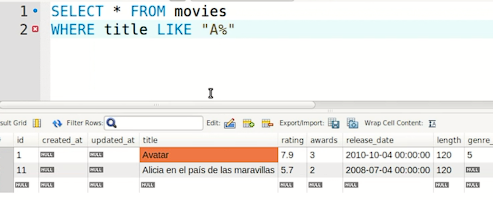 1 SELECT * FROM movies
2 WHERE title LIKE "A%"
sult Grid Filter Rows: Edit: Export/Import: Wrap Cell Content:
id created_at updated_at title rating awards release_date length genre_
1 NULL NULL Avatar 7.9 3 2010-10-04 00:00:00 120 5
11 NULL NULL Alicia en el país de las maravillas 5.7 2 2008-07-04 00:00:00 120 NULL
NULL NULL NULL NULL NULL NULL NULL NULL NULL